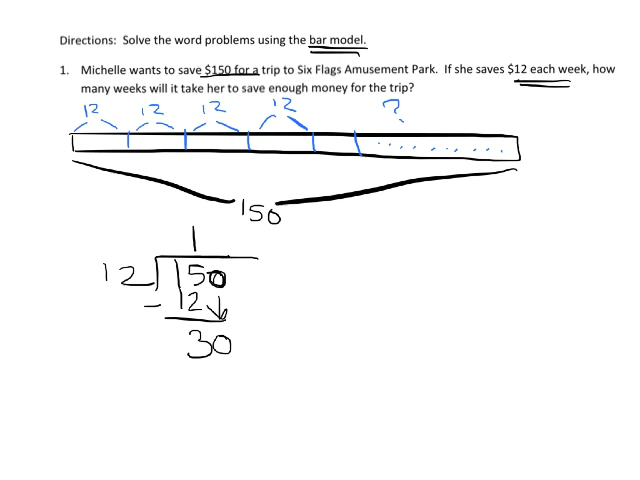 Directions: Solve the word problems using the bar model.
1. Michelle wants to save $150 for a trip to Six Flags Amusement Park. If she saves $12 each week, how
many weeks will it take her to save enough money for the trip?
12 12 12 12 ?
150
1
12 150
- 12
30